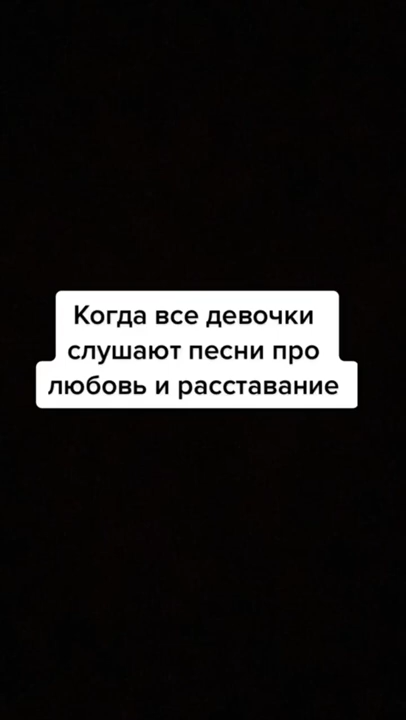 Когда все девочки
слушают песни про
любовь и расставание